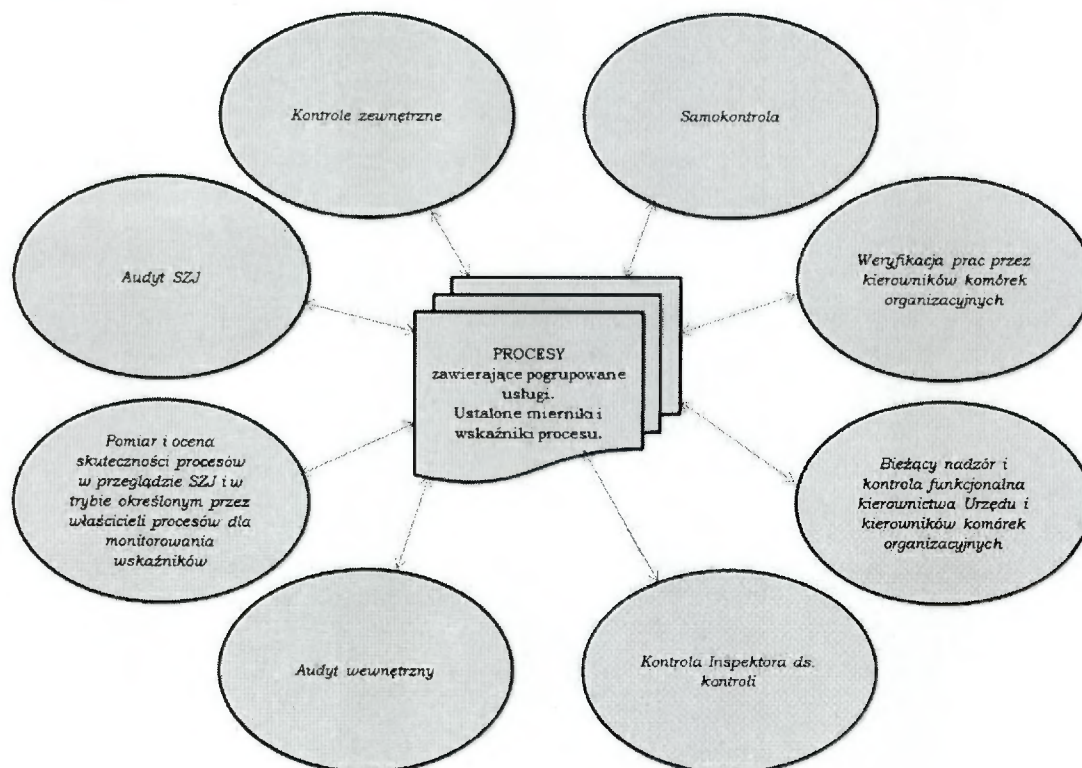 Kontrole zewnętrzne
Samokontrola
Audyt SZJ
Weryfikacja prac przez
kierowników komórek
organizacyjnych
PROCESY
zawierające pogrupowane
usługi.
Ustalone mierniki i
wskaźniki procesu.
Pomiar i ocena
skuteczności procesów
w przeglądzie SZJ i w
trybie określonym przez
właścicieli procesów dla
monitorowania
wskaźników
Bieżący nadzór i
kontrola funkcjonalna
kierownictwa Urzędu i
kierowników komórek
organizacyjnych
Audyt wewnętrzny
Kontrola Inspektora ds.
kontroli